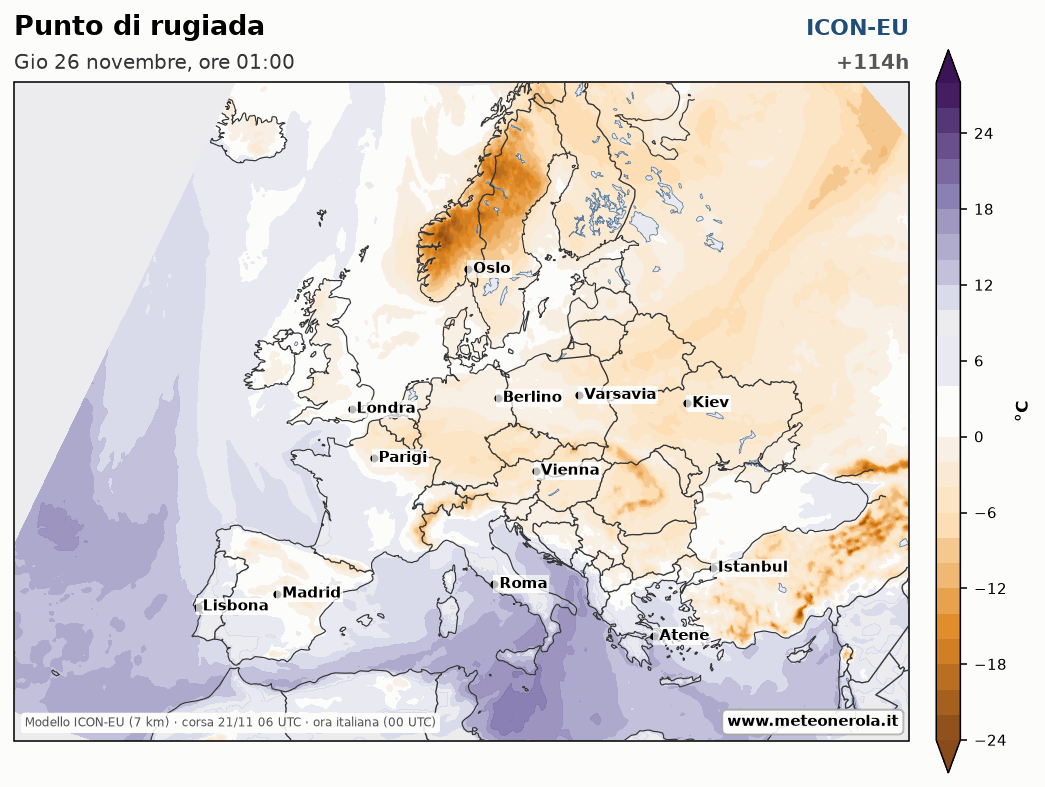 Punto di rugiada
ICON-EU
Gio 26 novembre, ore 01:00
+114h
Oslo
Londra
Berlino
Varsavia
Kiev
Parigi
Vienna
Madrid
Lisbona
Roma
Istanbul
Atene
Modello ICON-EU (7 km) · corsa 21/11 06 UTC · ora italiana (00 UTC)
www.meteonerola.it
24
18
12
6
0
−6
−12
−18
−24
°C